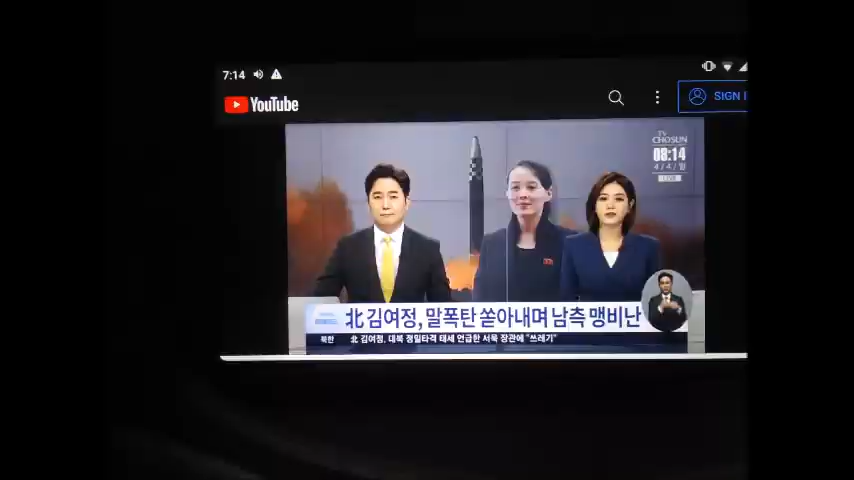 7:14
YouTube
SIGN I
TV
CHOSUN
08:14
4/4/월
LIVE
北 김여정, 말폭탄 쏟아내며 남측 맹비난
북한
北 김여정, 대북 정밀타격 태세 언급한 서욱 장관에 "쓰레기"